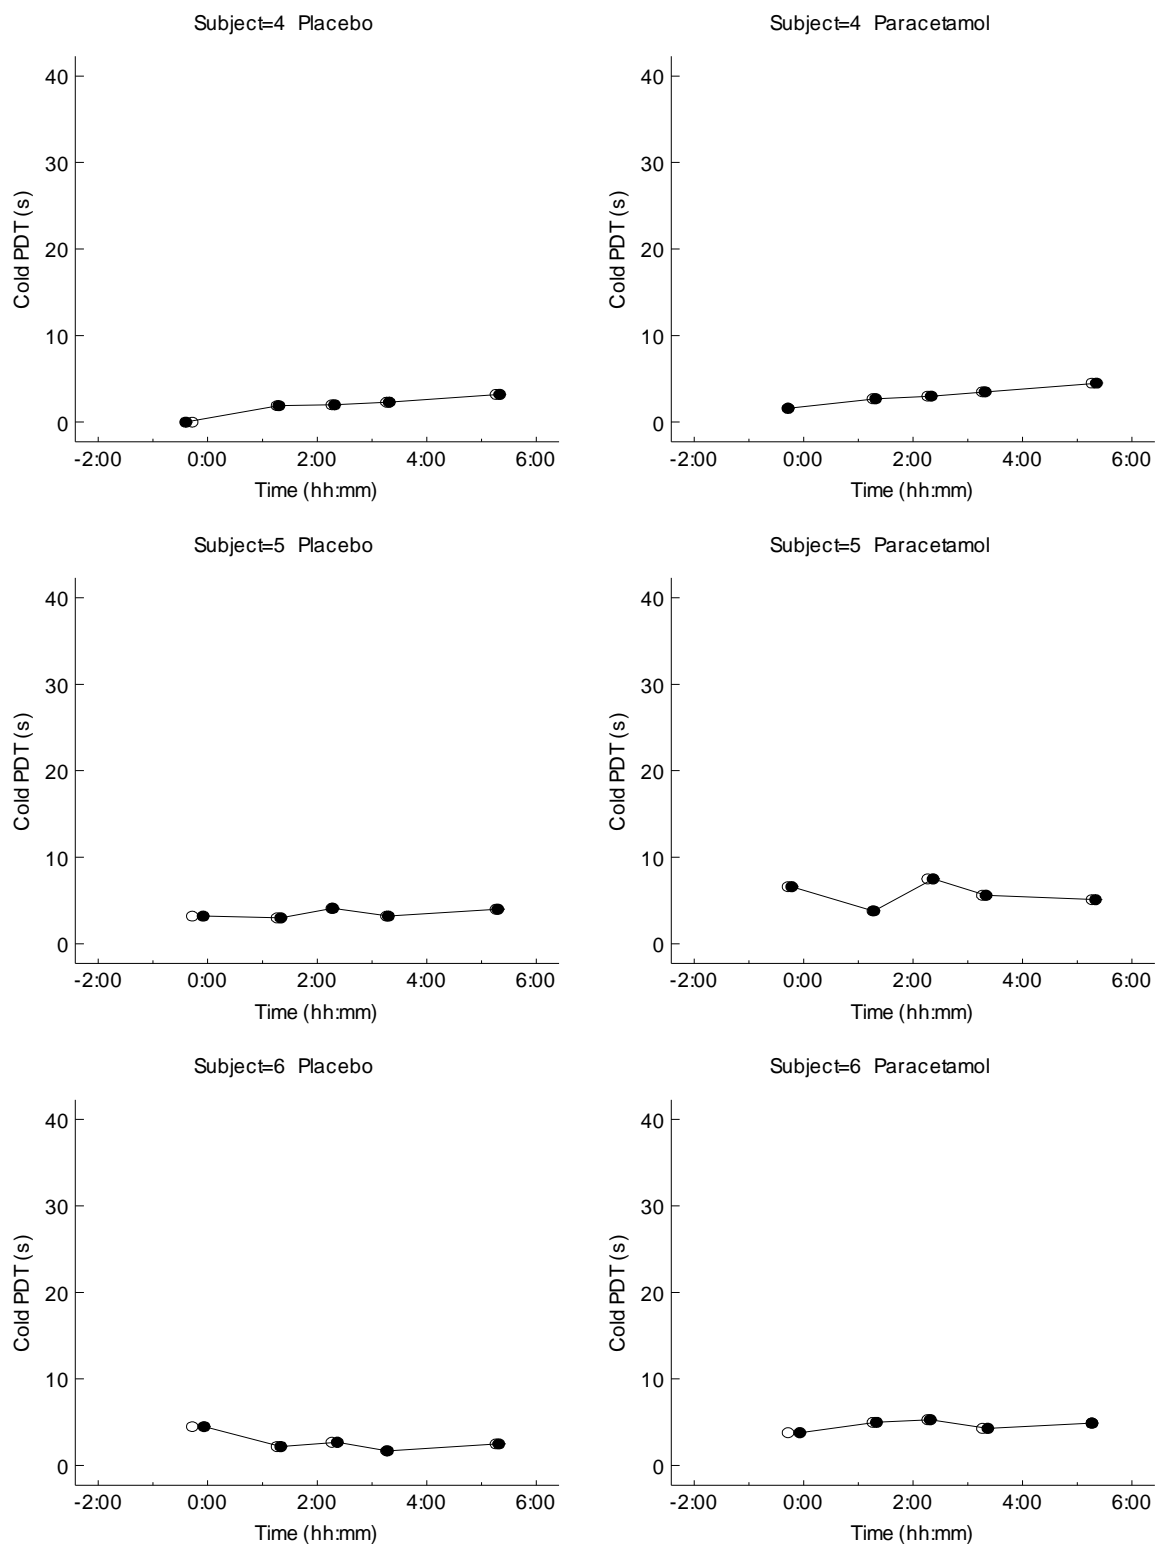 Subject=4 Placebo
40
30
20
10
0
Cold PDT (s)
-2:00 0:00 2:00 4:00 6:00
Time (hh:mm)
Subject=4 Paracetamol
40
30
20
10
0
Cold PDT (s)
-2:00 0:00 2:00 4:00 6:00
Time (hh:mm)
Subject=5 Placebo
40
30
20
10
0
Cold PDT (s)
-2:00 0:00 2:00 4:00 6:00
Time (hh:mm)
Subject=5 Paracetamol
40
30
20
10
0
Cold PDT (s)
-2:00 0:00 2:00 4:00 6:00
Time (hh:mm)
Subject=6 Placebo
40
30
20
10
0
Cold PDT (s)
-2:00 0:00 2:00 4:00 6:00
Time (hh:mm)
Subject=6 Paracetamol
40
30
20
10
0
Cold PDT (s)
-2:00 0:00 2:00 4:00 6:00
Time (hh:mm)